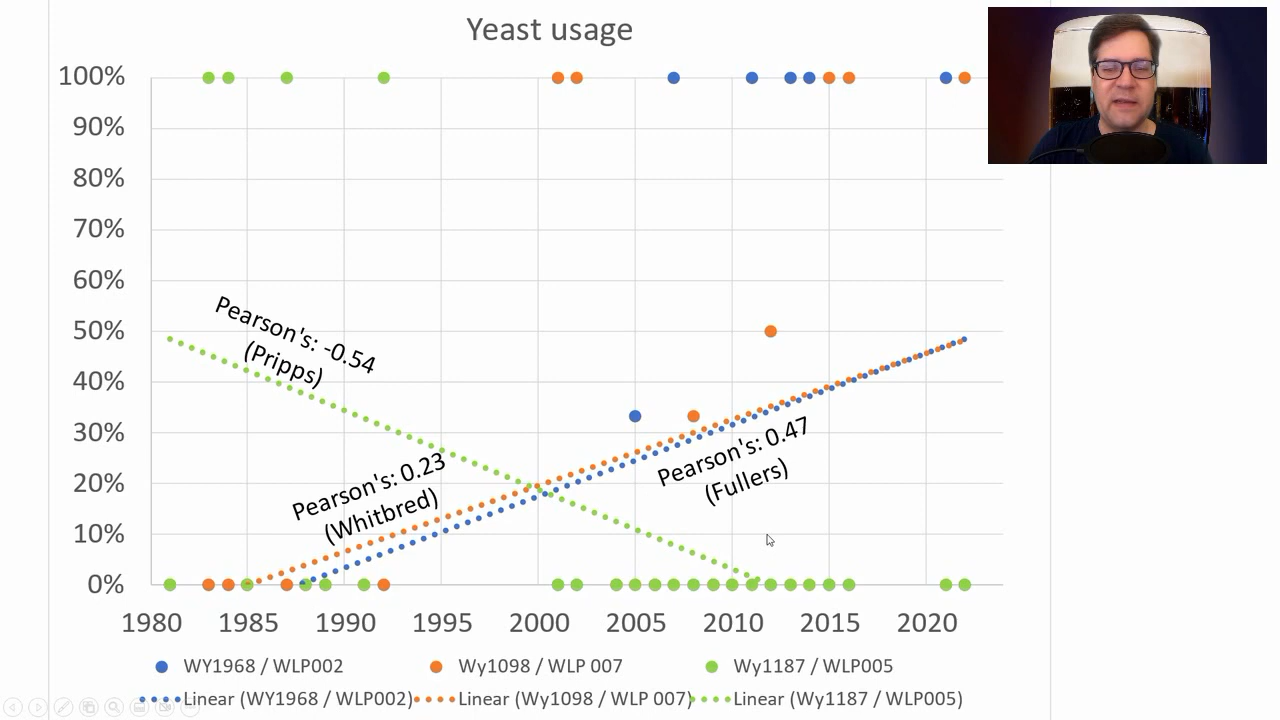 Yeast usage
100%
90%
80%
70%
60%
50%
40%
30%
20%
10%
0%
Pearson's: -0.54
(Pripps)
Pearson's: 0.23
(Whitbred)
Pearson's: 0.47
(Fullers)
1980 1985 1990 1995 2000 2005 2010 2015 2020
WY1968 / WLP002 Wy1098 / WLP 007 Wy1187 / WLP005
Linear (WY1968 / WLP002) Linear (Wy1098 / WLP 007) Linear (Wy1187 / WLP005)